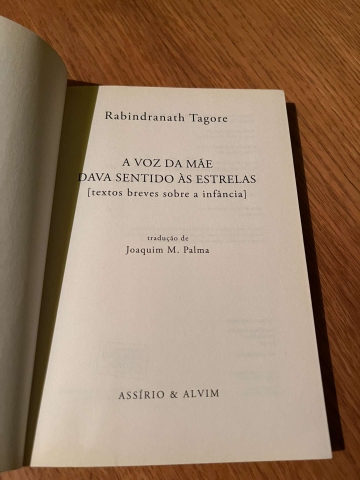 Rabindranath Tagore
A VOZ DA MÃE
DAVA SENTIDO ÀS ESTRELAS
[textos breves sobre a infância]
tradução de
Joaquim M. Palma
ASSÍRIO & ALVIM